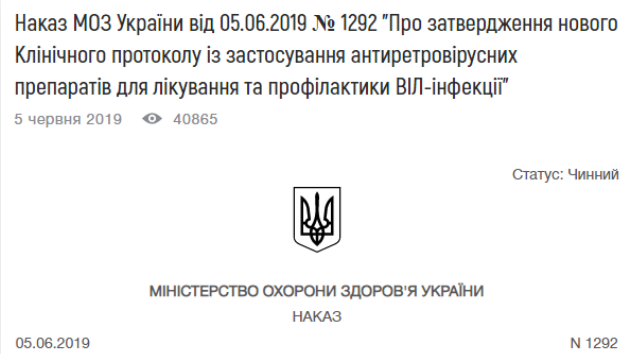 Наказ МОЗ України від 05.06.2019 № 1292 "Про затвердження нового
Клінічного протоколу із застосування антиретровірусних
препаратів для лікування та профілактики ВІЛ-інфекції"
5 червня 2019 40865
Статус: Чинний
МІНІСТЕРСТВО ОХОРОНИ ЗДОРОВ'Я УКРАЇНИ
НАКАЗ
05.06.2019 N 1292